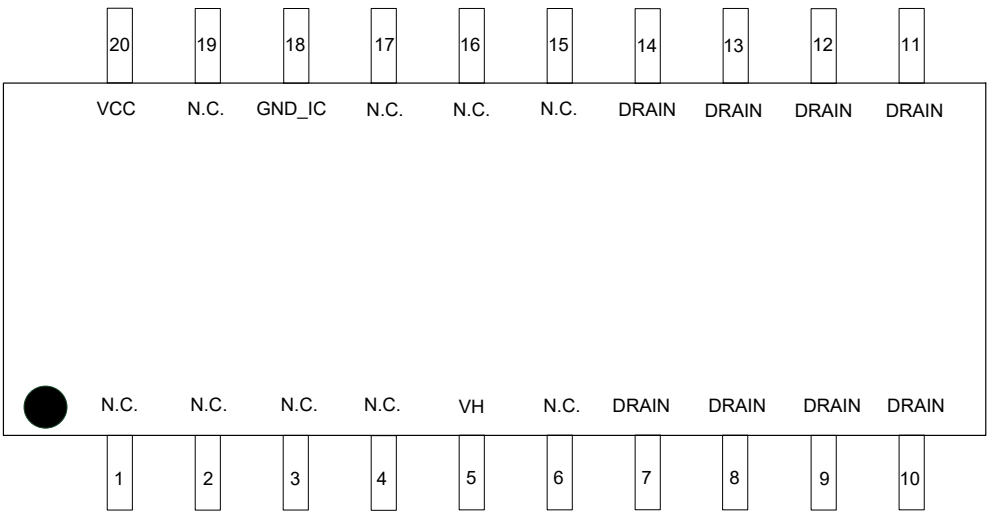 20 19 18 17 16 15 14 13 12 11
VCC N.C. GND_IC N.C. N.C. N.C. DRAIN DRAIN DRAIN DRAIN
N.C. N.C. N.C. N.C. VH N.C. DRAIN DRAIN DRAIN DRAIN
1 2 3 4 5 6 7 8 9 10